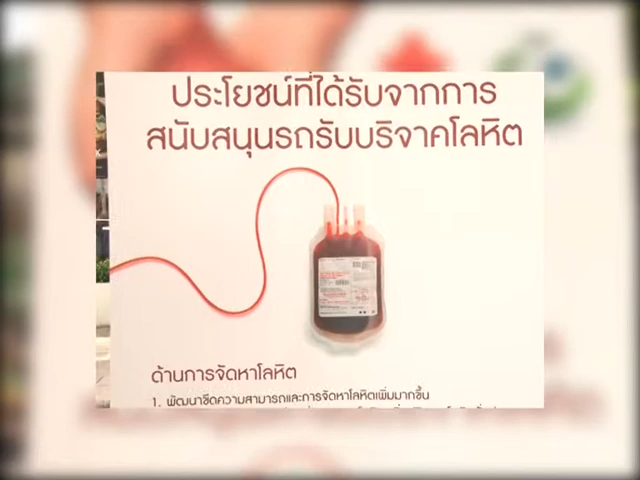 ประโยชน์ที่ได้รับจากการ
สนับสนุนรถรับบริจาคโลหิต
ด้านการจัดหาโลหิต
1. พัฒนาขีดความสามารถและการจัดหาโลหิตเพิ่มมากขึ้น